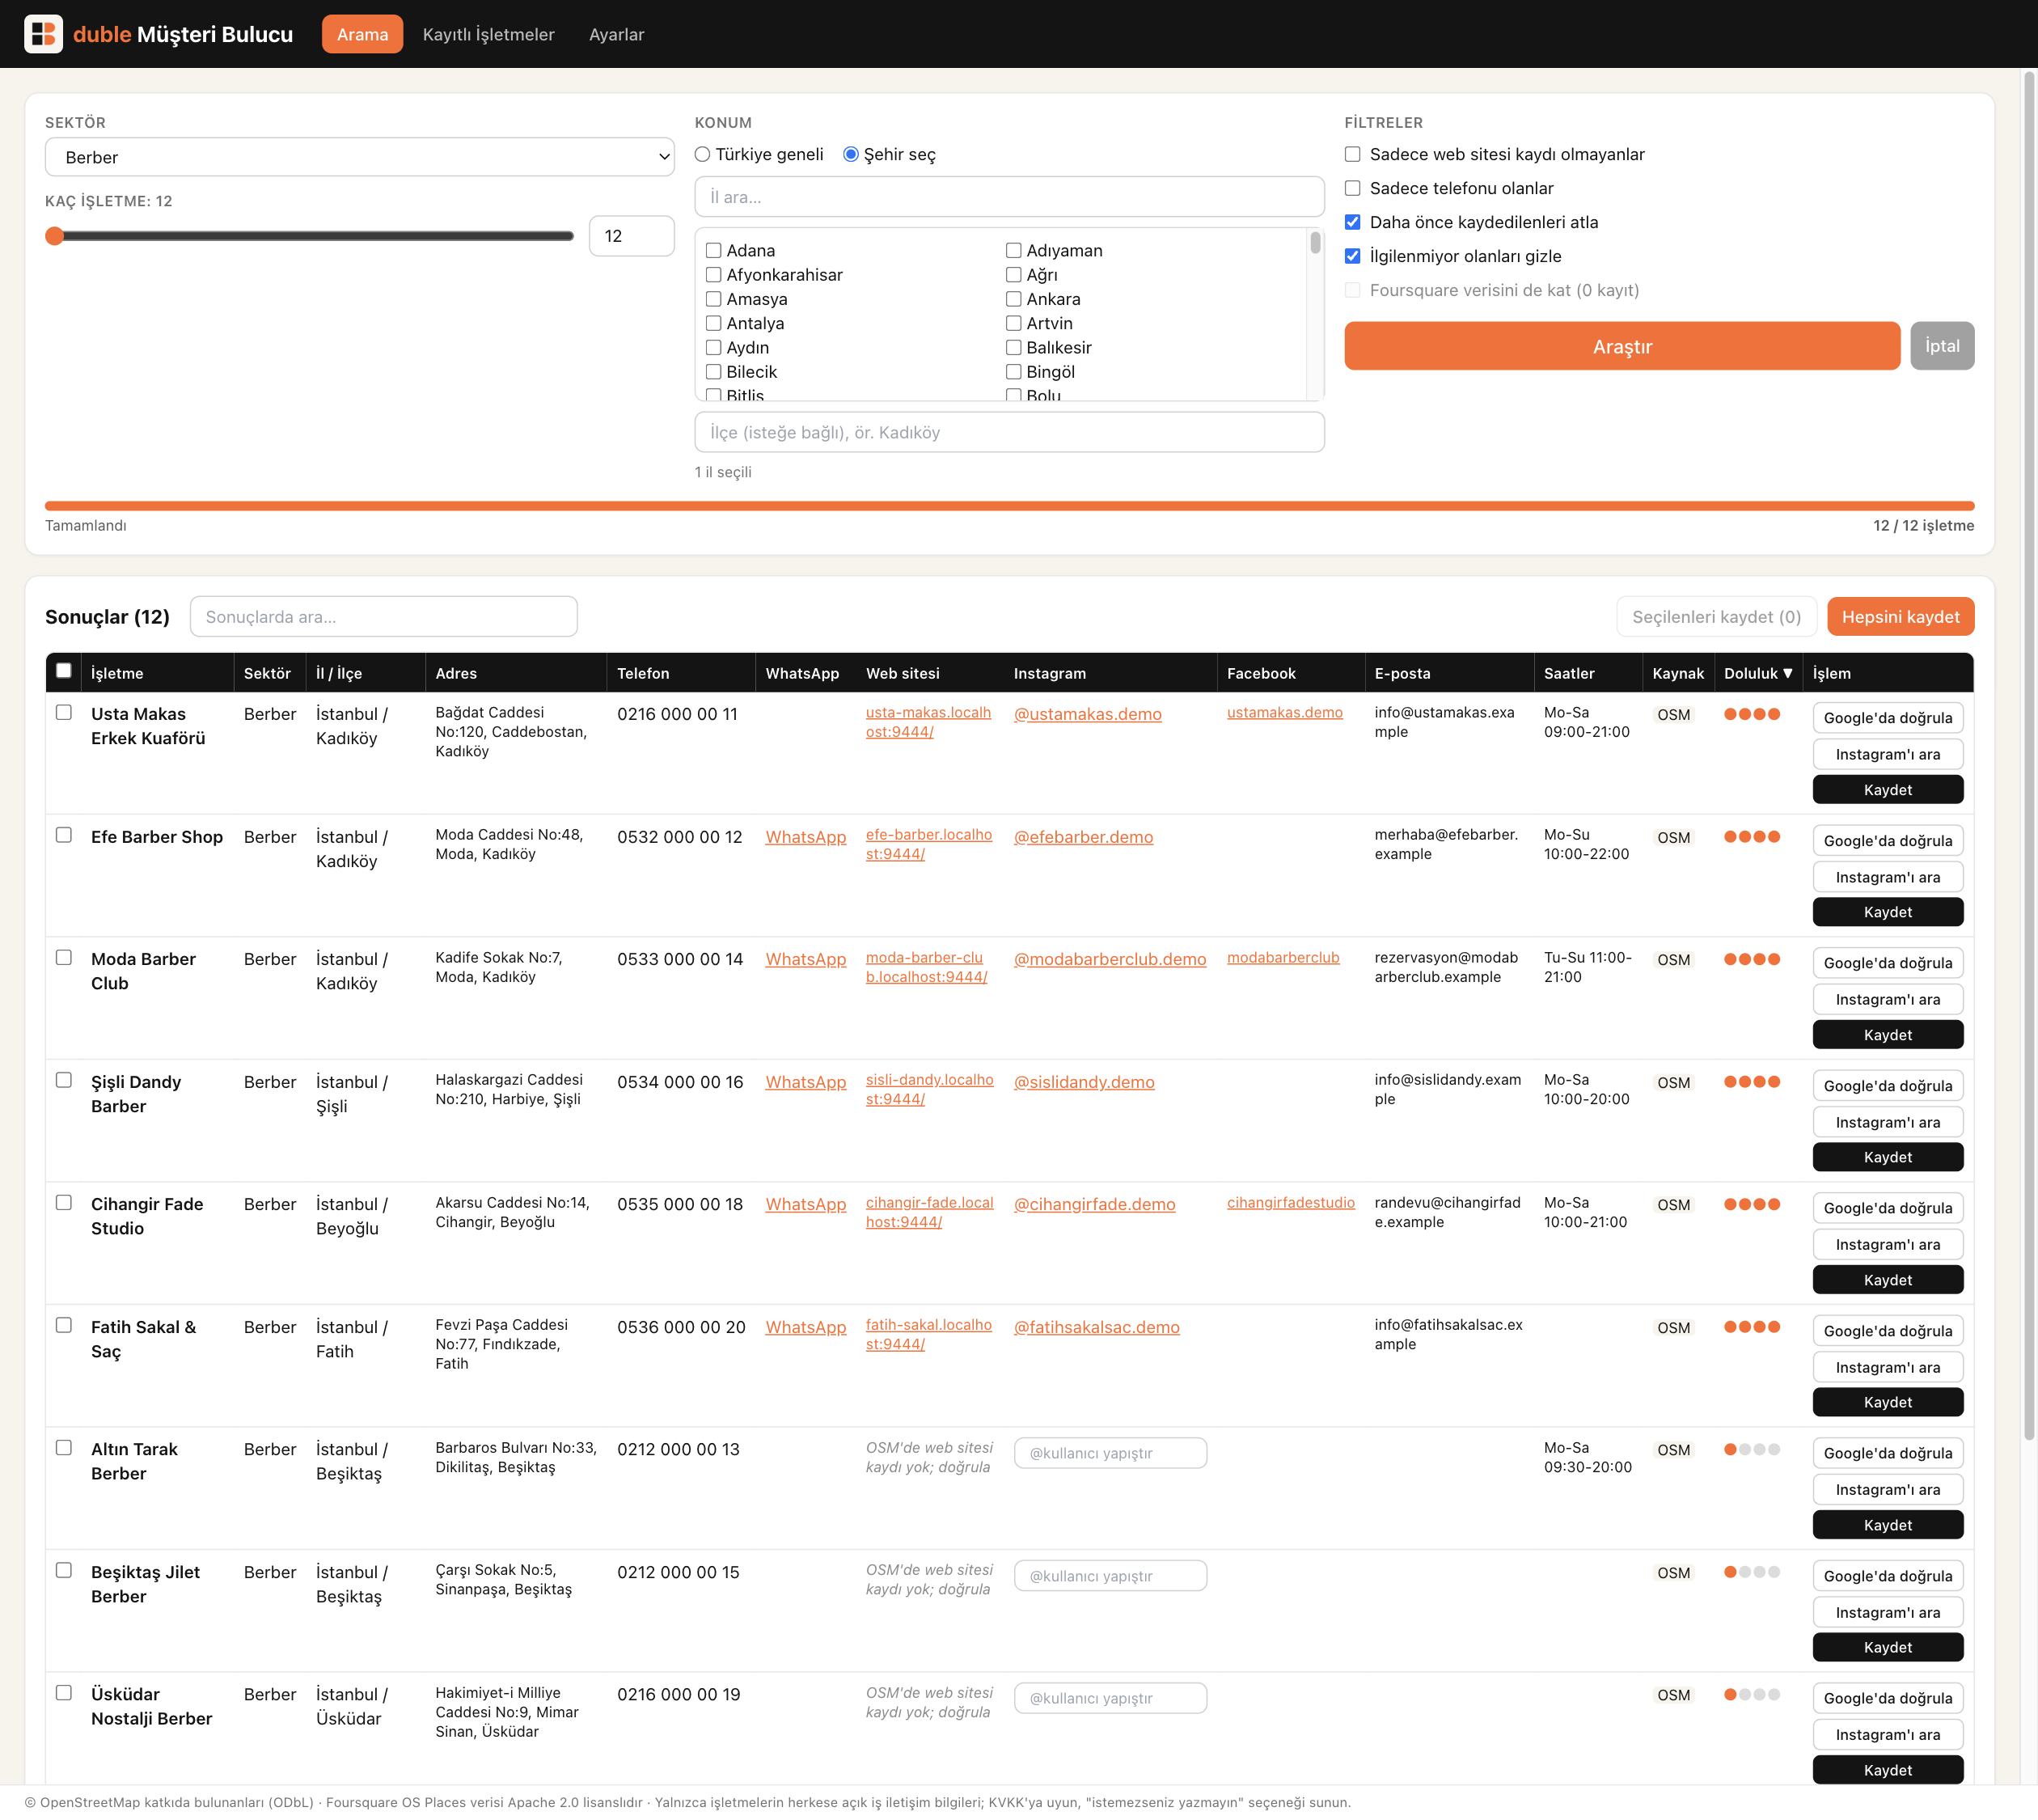 duble Müşteri Bulucu
Arama
Kayıtlı İşletmeler
Ayarlar
SEKTÖR
Berber
KAÇ İŞLETME: 12
12
KONUM
Türkiye geneli
Şehir seç
İl ara...
Adana
Adıyaman
Afyonkarahisar
Ağrı
Amasya
Ankara
Antalya
Artvin
Aydın
Balıkesir
Bilecik
Bingöl
Bitlis
Bolu
İlçe (isteğe bağlı), ör. Kadıköy
1 il seçili
FİLTRELER
Sadece web sitesi kaydı olmayanlar
Sadece telefonu olanlar
Daha önce kaydedilenleri atla
İlgilenmiyor olanları gizle
Foursquare verisini de kat (0 kayıt)
Araştır
İptal
Tamamlandı
12 / 12 işletme
Sonuçlar (12)
Sonuçlarda ara...
Seçilenleri kaydet (0)
Hepsini kaydet
İşletme Sektör İl / İlçe Adres Telefon WhatsApp Web sitesi Instagram Facebook E-posta Saatler Kaynak Doluluk ▼ İşlem
Usta Makas
Erkek Kuaförü
Berber
İstanbul /
Kadıköy
Bağdat Caddesi
No:120, Caddebostan,
Kadıköy
0216 000 00 11
usta-makas.localh
ost:9444/
@ustamakas.demo
ustamakas.demo
info@ustamakas.exa
mple
Mo-Sa
09:00-21:00
OSM
Google'da doğrula
Instagram'ı ara
Kaydet
Efe Barber Shop
Berber
İstanbul /
Kadıköy
Moda Caddesi No:48,
Moda, Kadıköy
0532 000 00 12
WhatsApp
efe-barber.localho
st:9444/
@efebarber.demo
merhaba@efebarber.
example
Mo-Su
10:00-22:00
OSM
Google'da doğrula
Instagram'ı ara
Kaydet
Moda Barber
Club
Berber
İstanbul /
Kadıköy
Kadife Sokak No:7,
Moda, Kadıköy
0533 000 00 14
WhatsApp
moda-barber-clu
b.localhost:9444/
@modabarberclub.demo
modabarberclub
rezervasyon@modab
arberclub.example
Tu-Su 11:00-
21:00
OSM
Google'da doğrula
Instagram'ı ara
Kaydet
Şişli Dandy
Barber
Berber
İstanbul /
Şişli
Halaskargazi Caddesi
No:210, Harbiye, Şişli
0534 000 00 16
WhatsApp
sisli-dandy.localho
st:9444/
@sislidandy.demo
info@sislidandy.exam
ple
Mo-Sa
10:00-20:00
OSM
Google'da doğrula
Instagram'ı ara
Kaydet
Cihangir Fade
Studio
Berber
İstanbul /
Beyoğlu
Akarsu Caddesi No:14,
Cihangir, Beyoğlu
0535 000 00 18
WhatsApp
cihangir-fade.local
host:9444/
@cihangirfade.demo
cihangirfadestudio
randevu@cihangirfad
e.example
Mo-Sa
10:00-21:00
OSM
Google'da doğrula
Instagram'ı ara
Kaydet
Fatih Sakal &
Saç
Berber
İstanbul /
Fatih
Fevzi Paşa Caddesi
No:77, Fındıkzade,
Fatih
0536 000 00 20
WhatsApp
fatih-sakal.localho
st:9444/
@fatihsakalsac.demo
info@fatihsakalsac.ex
ample
OSM
Google'da doğrula
Instagram'ı ara
Kaydet
Altın Tarak
Berber
Berber
İstanbul /
Beşiktaş
Barbaros Bulvarı No:33,
Dikilitaş, Beşiktaş
0212 000 00 13
OSM'de web sitesi
kaydı yok; doğrula
@kullanıcı yapıştır
Mo-Sa
09:30-20:00
OSM
Google'da doğrula
Instagram'ı ara
Kaydet
Beşiktaş Jilet
Berber
Berber
İstanbul /
Beşiktaş
Çarşı Sokak No:5,
Sinanpaşa, Beşiktaş
0212 000 00 15
OSM'de web sitesi
kaydı yok; doğrula
@kullanıcı yapıştır
OSM
Google'da doğrula
Instagram'ı ara
Kaydet
Üsküdar
Nostalji Berber
Berber
İstanbul /
Üsküdar
Hakimiyet-i Milliye
Caddesi No:9, Mimar
Sinan, Üsküdar
0216 000 00 19
OSM'de web sitesi
kaydı yok; doğrula
@kullanıcı yapıştır
OSM
Google'da doğrula
Instagram'ı ara
Kaydet
© OpenStreetMap katkıda bulunanları (ODbL) · Foursquare OS Places verisi Apache 2.0 lisanslıdır · Yalnızca işletmelerin herkese açık iş iletişim bilgileri; KVKK'ya uyun, "istemezseniz yazmayın" seçeneği sunun.